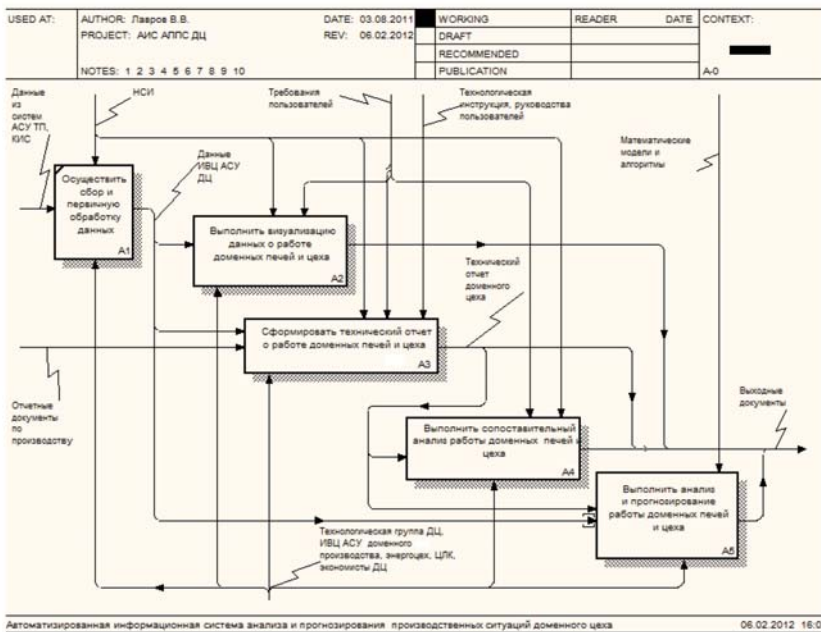 USED AT:
AUTHOR: Лавров В.В.
DATE: 03.08.2011
WORKING
READER
DATE
CONTEXT:
PROJECT: АИС АППС ДЦ
REV: 06.02.2012
DRAFT
RECOMMENDED
NOTES: 1 2 3 4 5 6 7 8 9 10
PUBLICATION
A-0
Данные
из
систем
АСУ ТП,
КИС
НСИ
Требования
пользователей
Технологическая
инструкция, руководства
пользователей
Математические
модели и
алгоритмы
Данные
ИВЦ АСУ
ДЦ
Осуществить
сбор и
первичную
обработку
данных
A1
Выполнить визуализацию
данных о работе
доменных печей и цеха
A2
Технический
отчет
доменного
цеха
Сформировать технический отчет
о работе доменных печей и цеха
A3
Отчетные
документы
по
производству
Выходные
документы
Выполнить сопоставительный
анализ работы доменных печей и
цеха
A4
Выполнить анализ
и прогнозирование
работы доменных печей
и цеха
A5
Технологическая группа ДЦ,
ИВЦ АСУ доменного
производства, энергоцех, ЦЛК,
экономисты ДЦ
Автоматизированная информационная система анализа и прогнозирования производственных ситуаций доменного цеха
06.02.2012 16:0